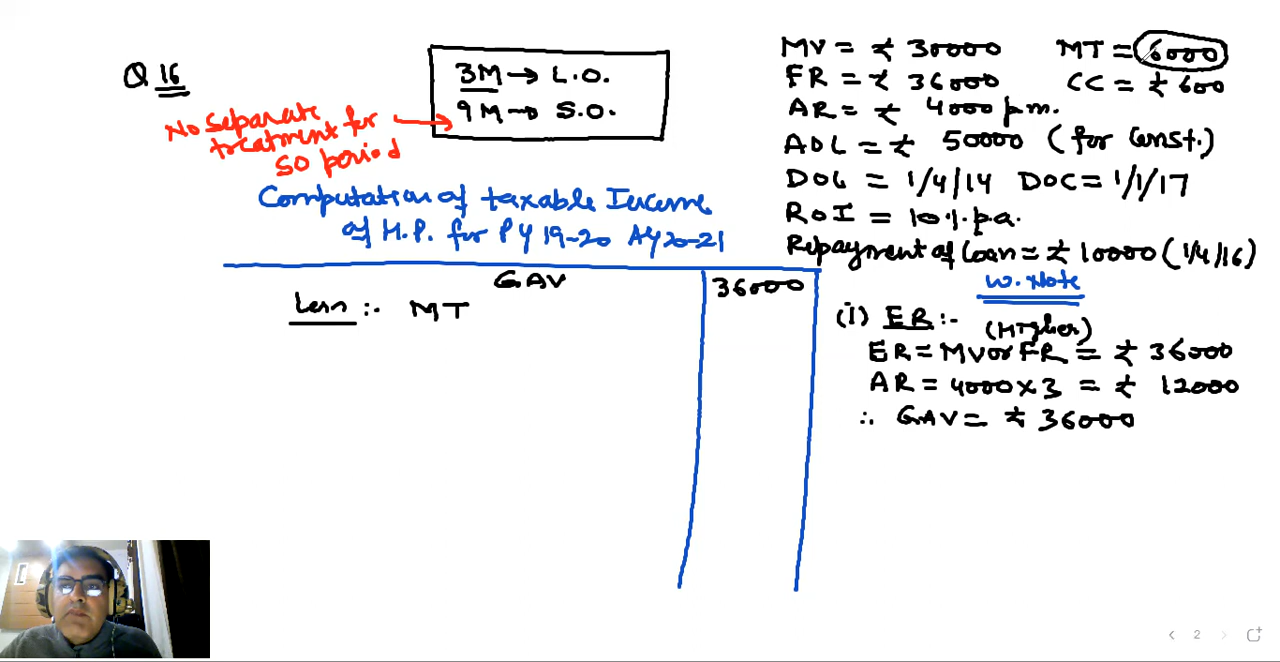 Q 16
3M → L.O.
9M → S.O.
No separate
treatment for
SO period
Computation of taxable Income
of H.P. for PY 19-20 AY 20-21
MV = ₹ 30000 MT = 6000
FR = ₹ 36000 CC = ₹ 600
AR = ₹ 4000 p.m.
AOL = ₹ 50000 (for Const.)
DOL = 1/4/14 DOC = 1/1/17
ROI = 10% p.a.
Repayment of Loan = ₹ 10000 (1/4/16)
GAV 36000
Less :- MT
W. Note
(i) ER :-
(Higher)
ER = MV or FR = ₹ 36000
AR = 4000 x 3 = ₹ 12000
∴ GAV = ₹ 36000
2